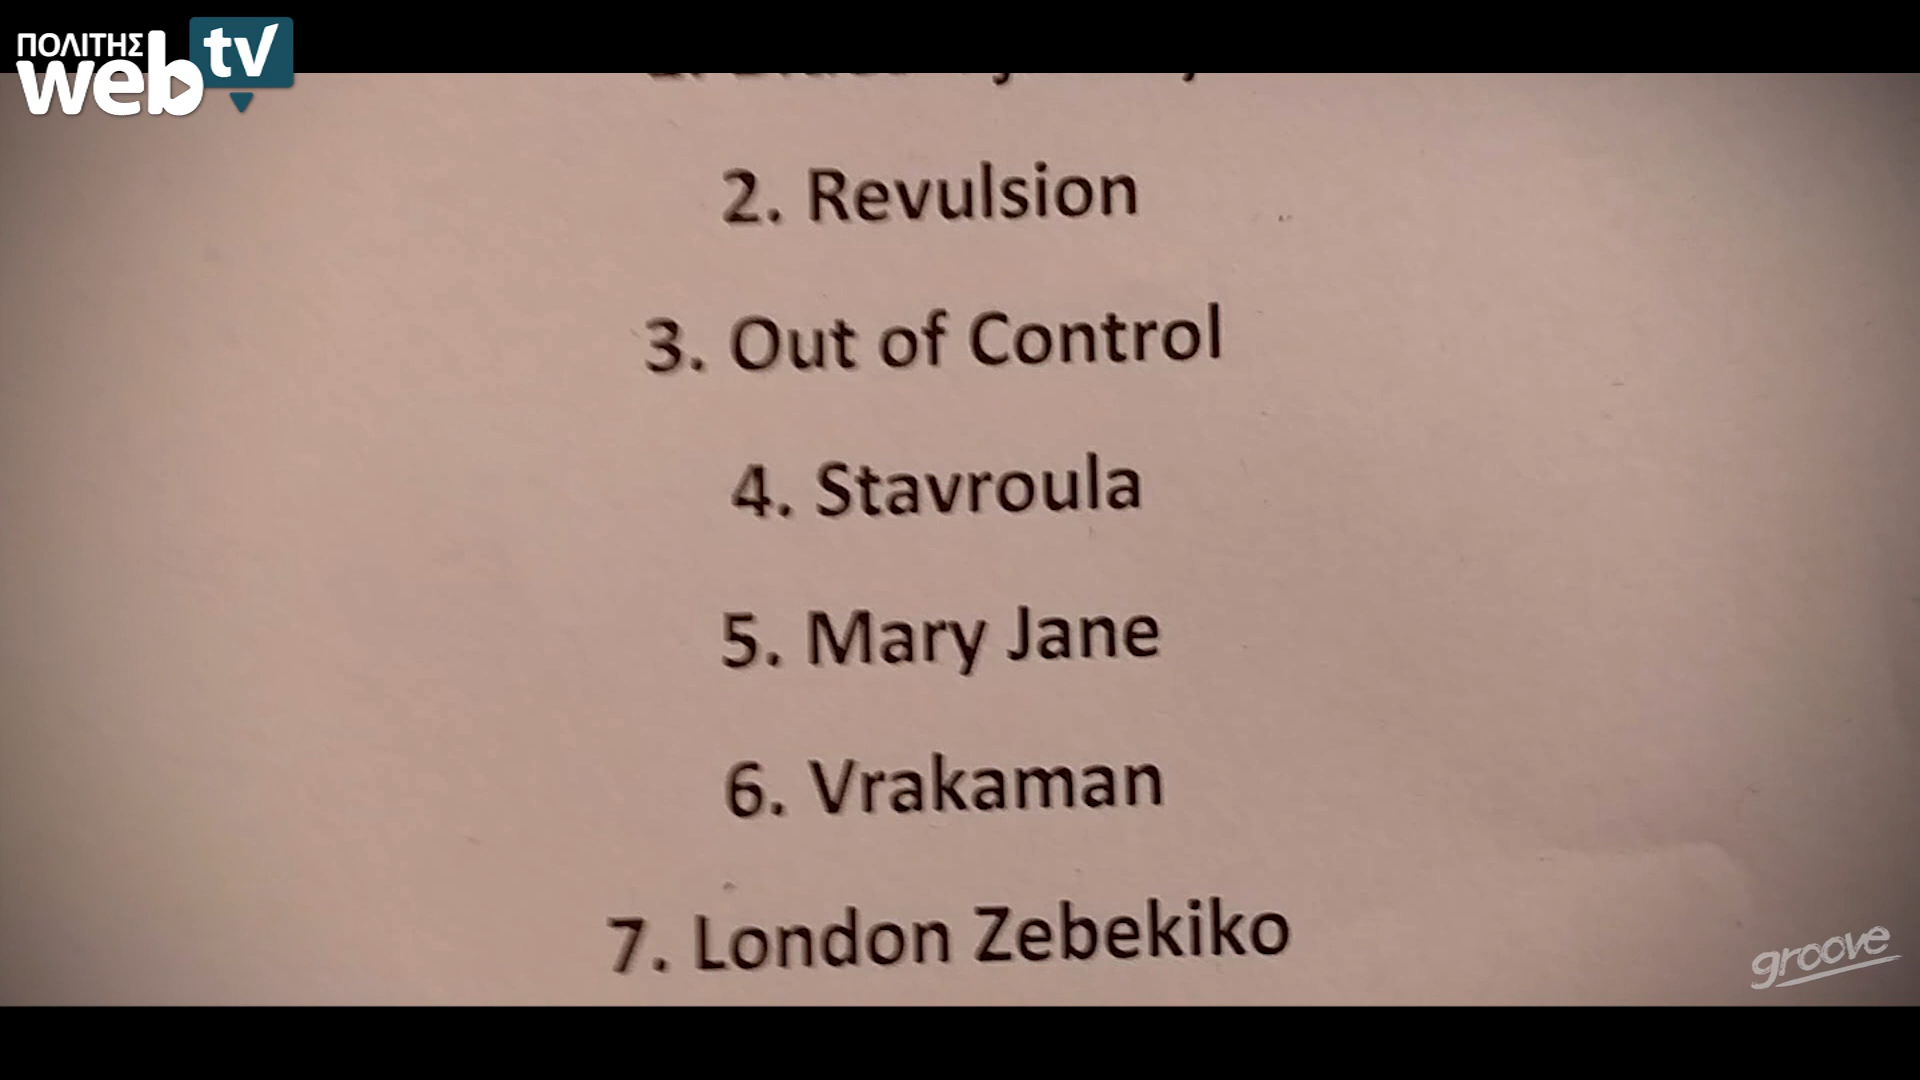 ΠΟΛΙΤΗΣ
web tv
2. Revulsion
3. Out of Control
4. Stavroula
5. Mary Jane
6. Vrakaman
7. London Zebekiko
groove